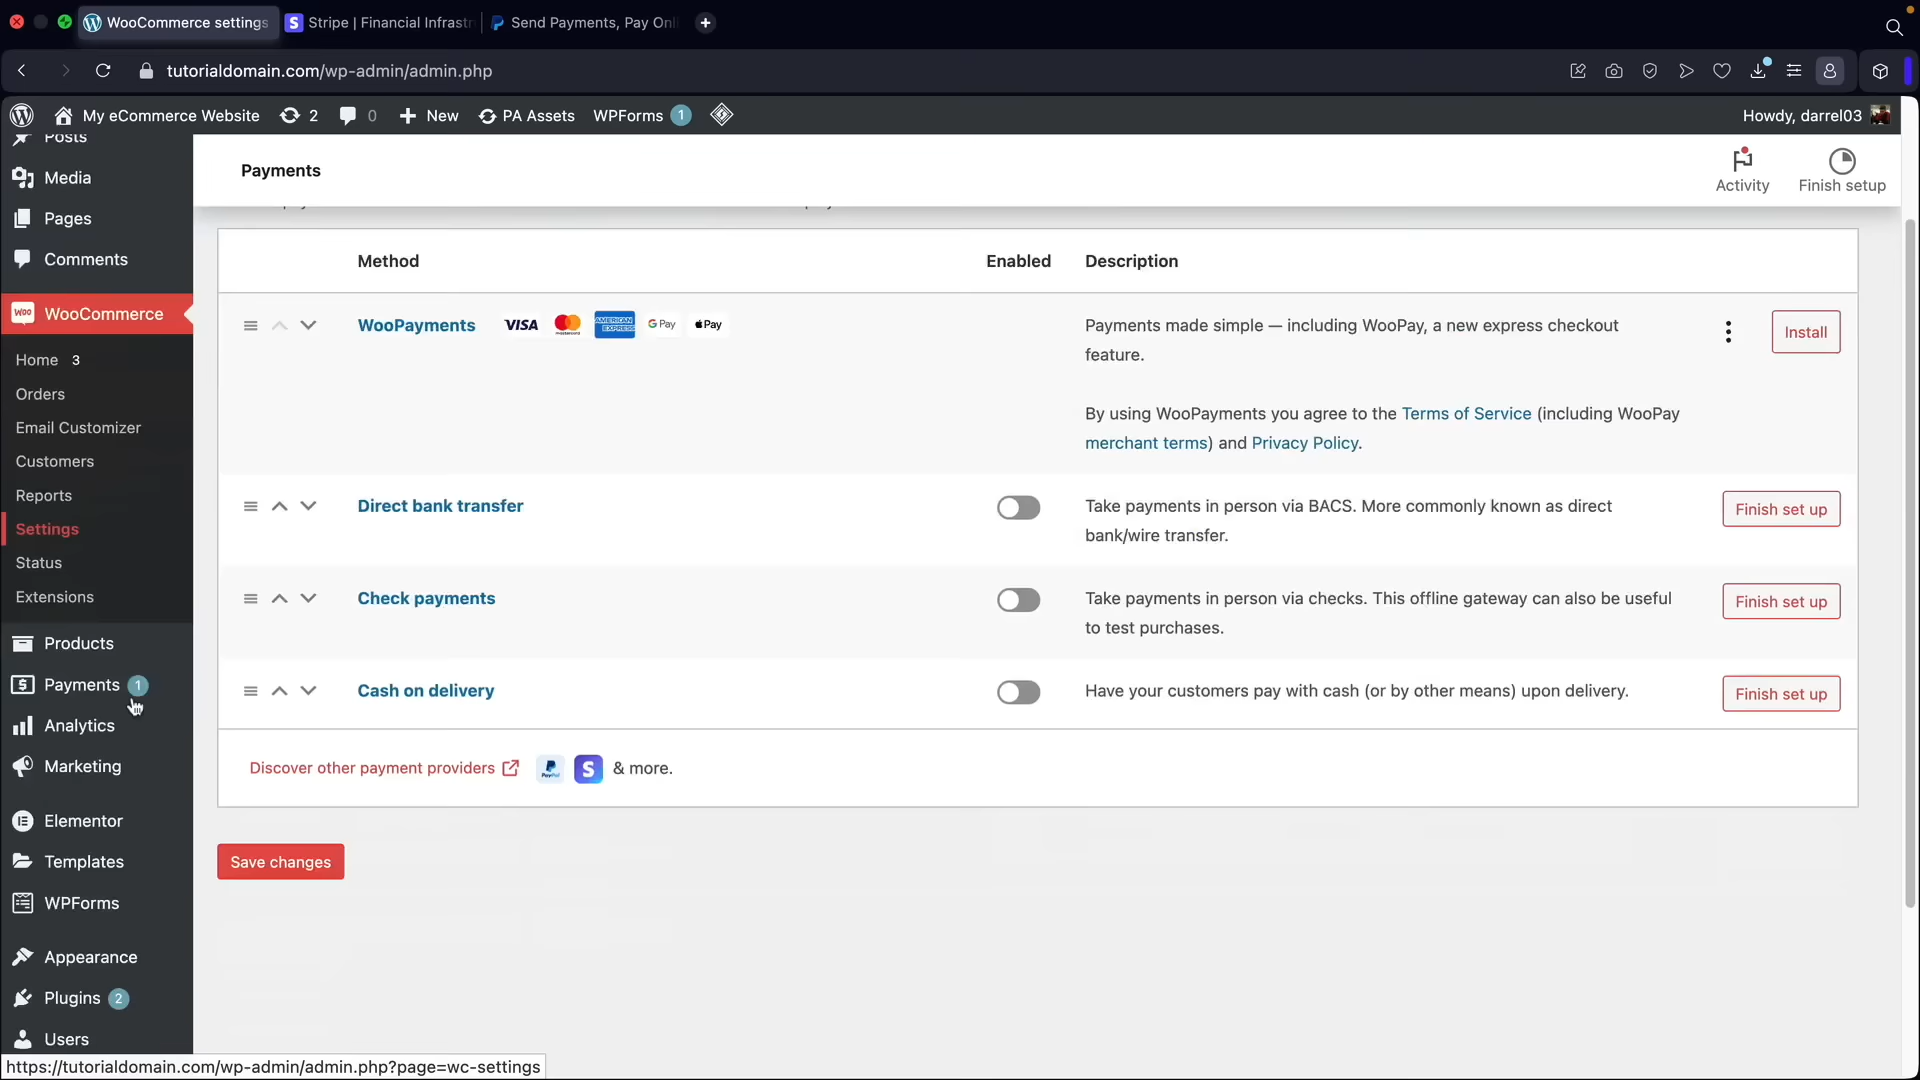 WooCommerce settings
Stripe | Financial Infrastr
Send Payments, Pay Onl
tutorialdomain.com/wp-admin/admin.php
My eCommerce Website
2
0
New
PA Assets
WPForms 1
Howdy, darrel03
Posts
Media
Pages
Comments
WooCommerce
Home 3
Orders
Email Customizer
Customers
Reports
Settings
Status
Extensions
Products
Payments 1
Analytics
Marketing
Elementor
Templates
WPForms
Appearance
Plugins 2
Users
https://tutorialdomain.com/wp-admin/admin.php?page=wc-settings
Payments
Activity
Finish setup
Method
Enabled
Description
WooPayments
VISA
mastercard
AMERICAN EXPRESS
G Pay
Pay
Payments made simple — including WooPay, a new express checkout
feature.
By using WooPayments you agree to the Terms of Service (including WooPay
merchant terms) and Privacy Policy.
Install
Direct bank transfer
Take payments in person via BACS. More commonly known as direct
bank/wire transfer.
Finish set up
Check payments
Take payments in person via checks. This offline gateway can also be useful
to test purchases.
Finish set up
Cash on delivery
Have your customers pay with cash (or by other means) upon delivery.
Finish set up
Discover other payment providers
PayPal
S
& more.
Save changes